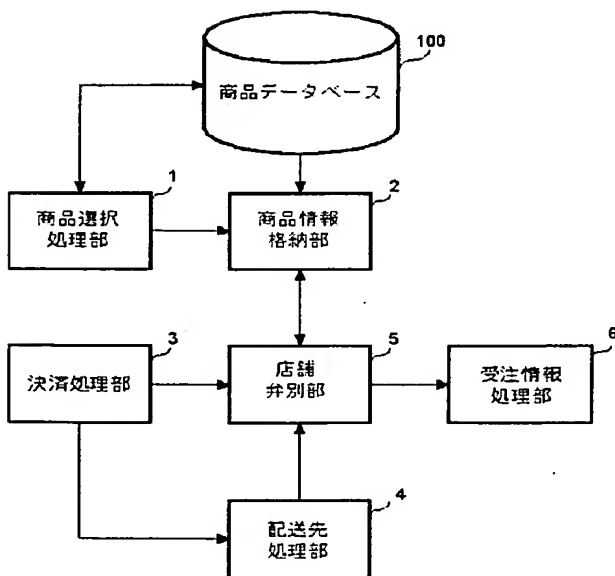 100
商品データベース
1
商品選択
処理部
2
商品情報
格納部
3
決済処理部
5
店舗
弁別部
6
受注情報
処理部
4
配送先
処理部